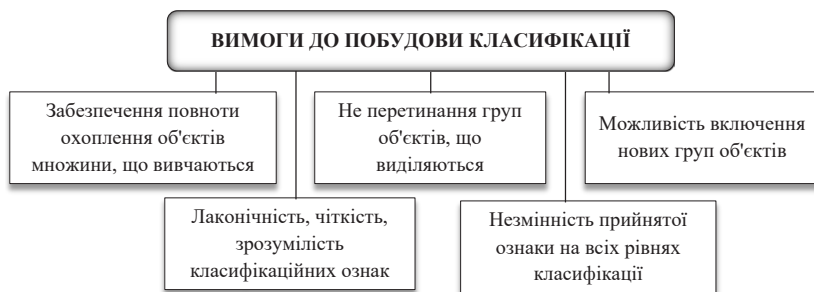 ВИМОГИ ДО ПОБУДОВИ КЛАСИФІКАЦІЇ
Забезпечення повноти
охоплення об'єктів
множини, що вивчаються
Не перетинання груп
об'єктів, що
виділяються
Можливість включення
нових груп об'єктів
Лаконічність, чіткість,
зрозумілість
класифікаційних ознак
Незмінність прийнятої
ознаки на всіх рівнях
класифікації